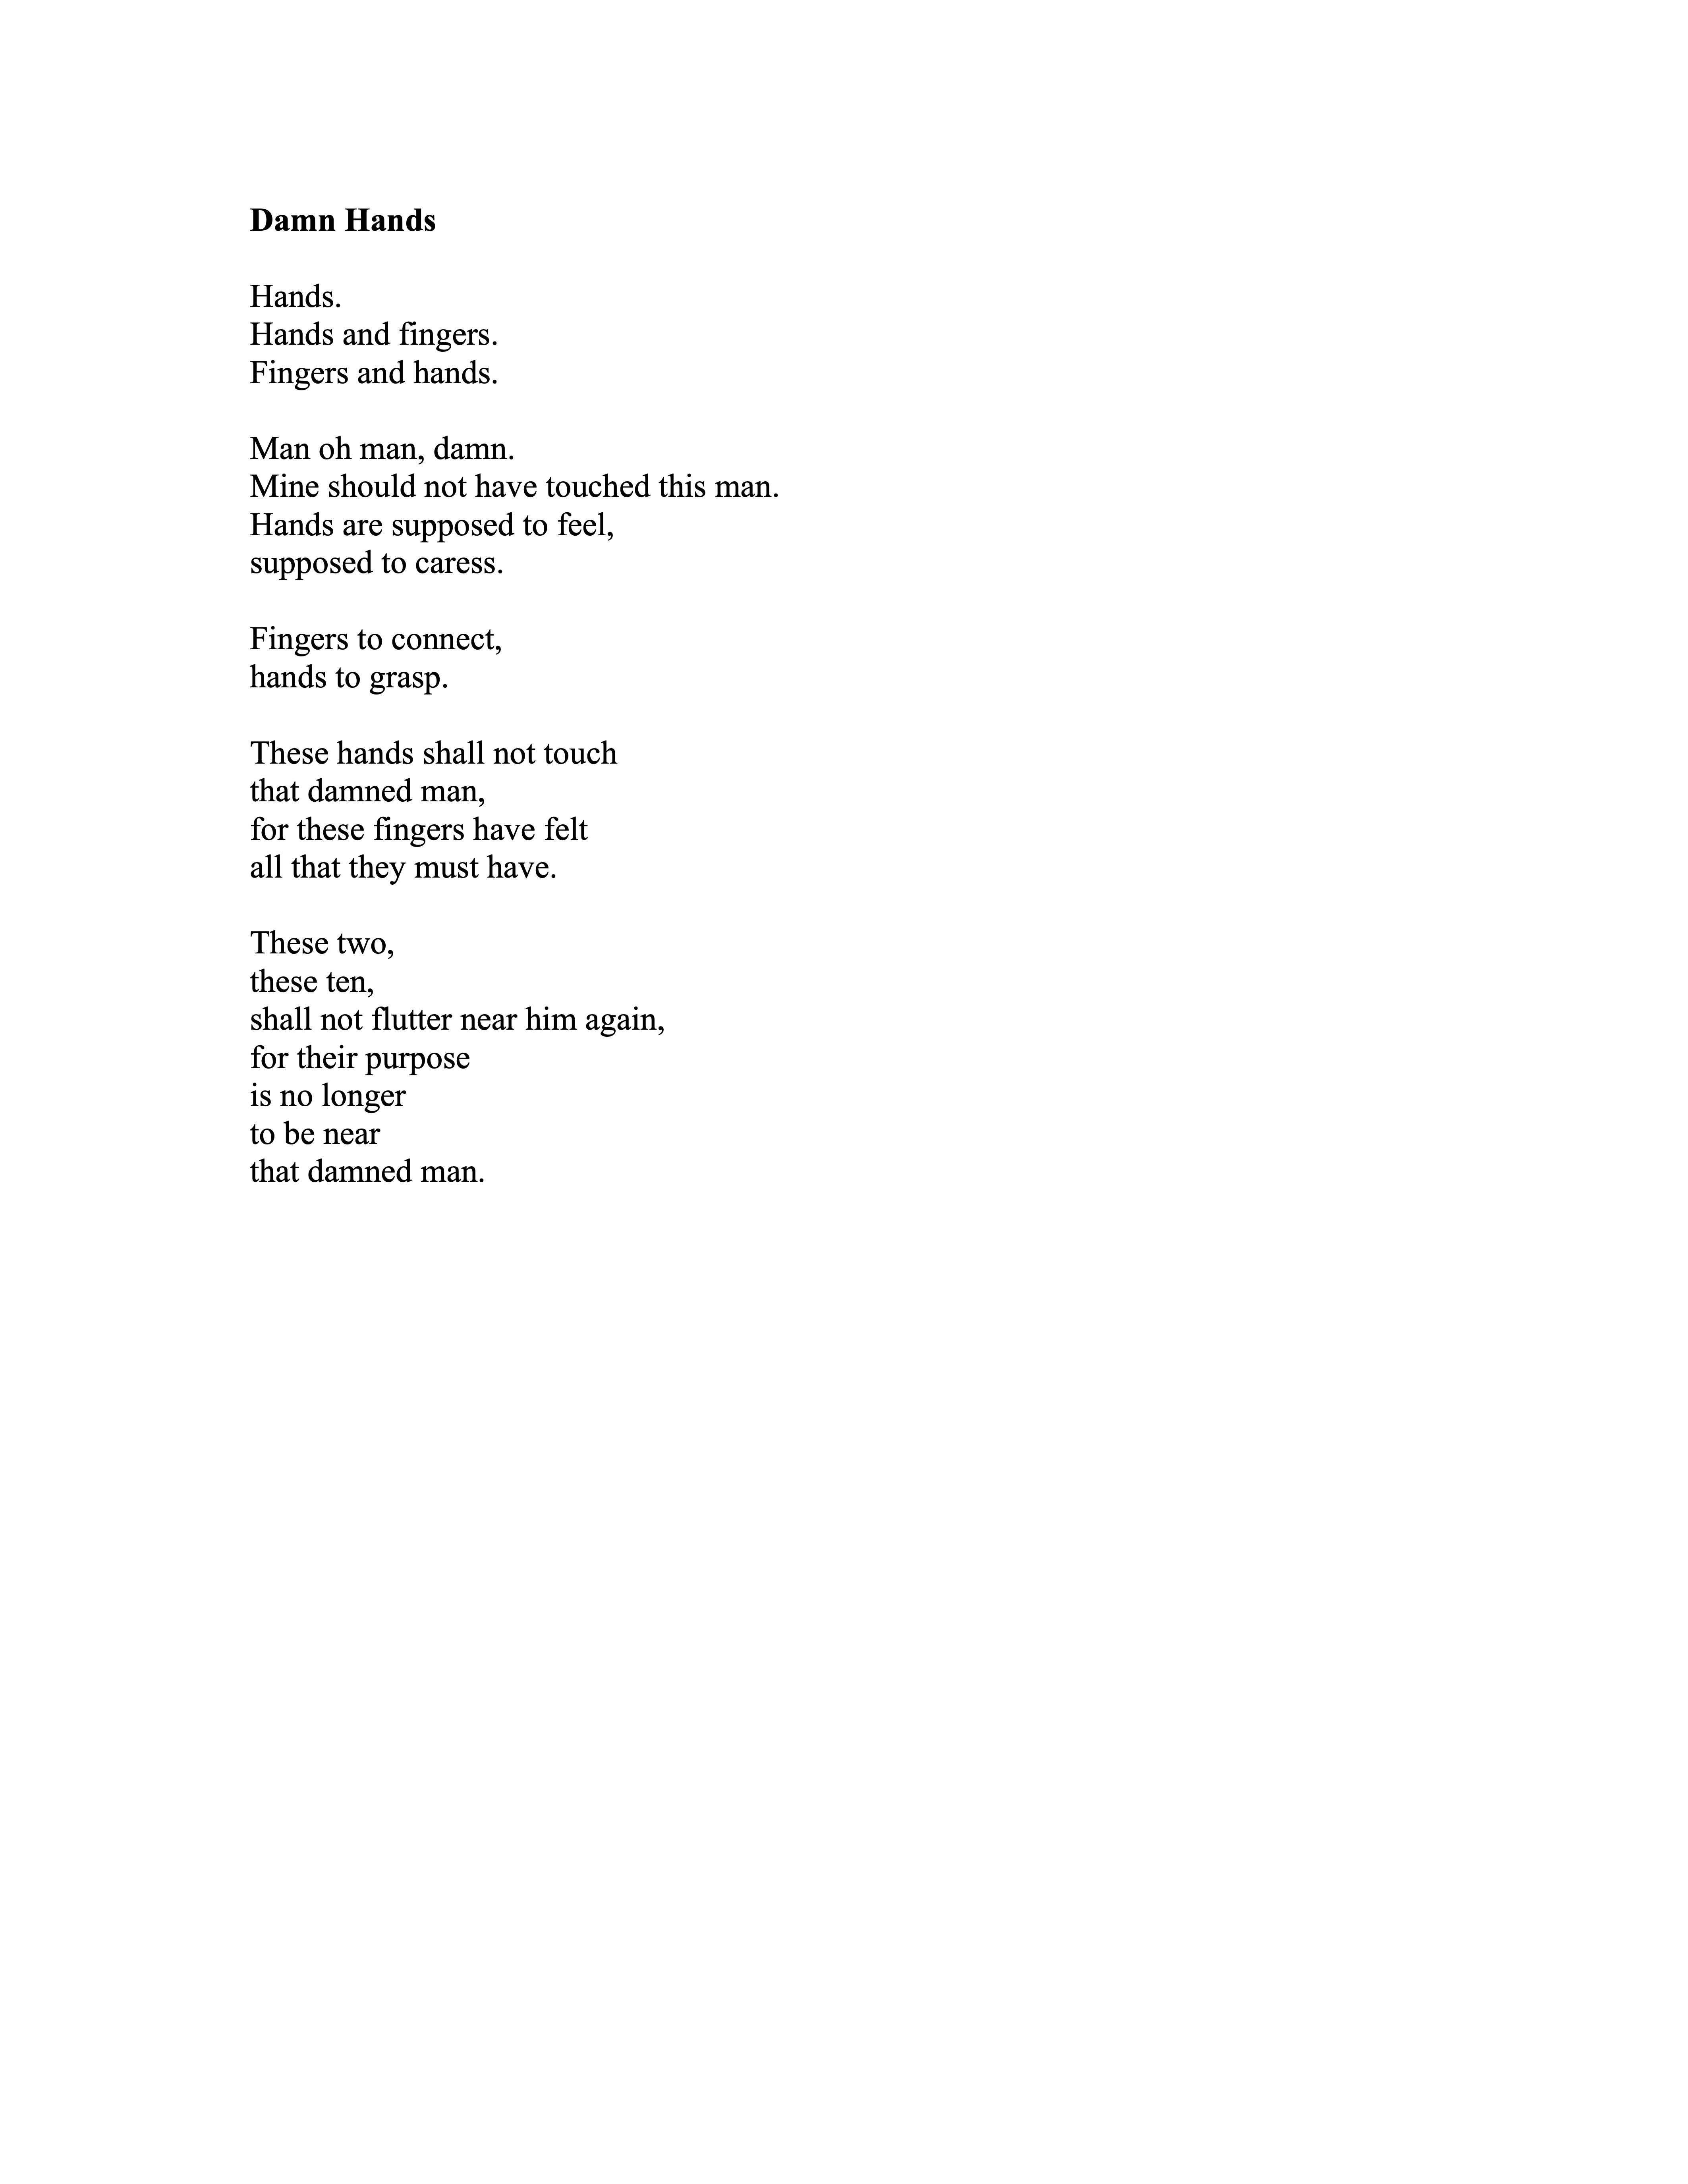 Damn Hands
Hands.
Hands and fingers.
Fingers and hands.
Man oh man, damn.
Mine should not have touched this man.
Hands are supposed to feel,
supposed to caress.
Fingers to connect,
hands to grasp.
These hands shall not touch
that damned man,
for these fingers have felt
all that they must have.
These two,
these ten,
shall not flutter near him again,
for their purpose
is no longer
to be near
that damned man.